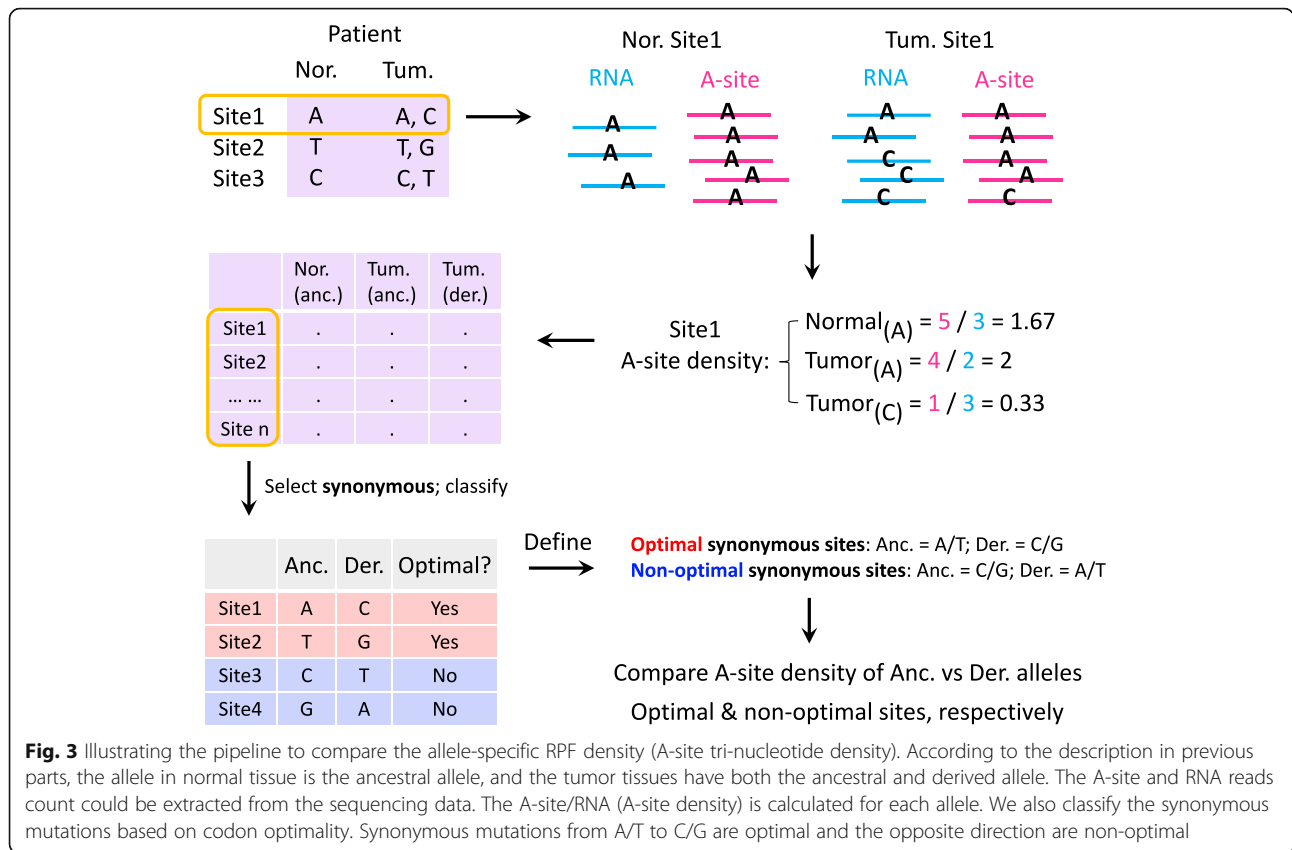 Patient
Nor. Tum.
Site1 A A, C
Site2 T T, G
Site3 C C, T
Nor. Site1 Tum. Site1
RNA A-site RNA A-site
A A A A
A A A A
A A C A
A C A
A C C
Site1
A-site density:
Normal(A) = 5 / 3 = 1.67
Tumor(A) = 4 / 2 = 2
Tumor(C) = 1 / 3 = 0.33
Nor. (anc.) Tum. (anc.) Tum. (der.)
Site1 . . .
Site2 . . .
... ... . . .
Site n . . .
Select synonymous; classify
Anc. Der. Optimal?
Site1 A C Yes
Site2 T G Yes
Site3 C T No
Site4 G A No
Define
Optimal synonymous sites: Anc. = A/T; Der. = C/G
Non-optimal synonymous sites: Anc. = C/G; Der. = A/T
Compare A-site density of Anc. vs Der. alleles
Optimal & non-optimal sites, respectively
Fig. 3 Illustrating the pipeline to compare the allele-specific RPF density (A-site tri-nucleotide density). According to the description in previous
parts, the allele in normal tissue is the ancestral allele, and the tumor tissues have both the ancestral and derived allele. The A-site and RNA reads
count could be extracted from the sequencing data. The A-site/RNA (A-site density) is calculated for each allele. We also classify the synonymous
mutations based on codon optimality. Synonymous mutations from A/T to C/G are optimal and the opposite direction are non-optimal